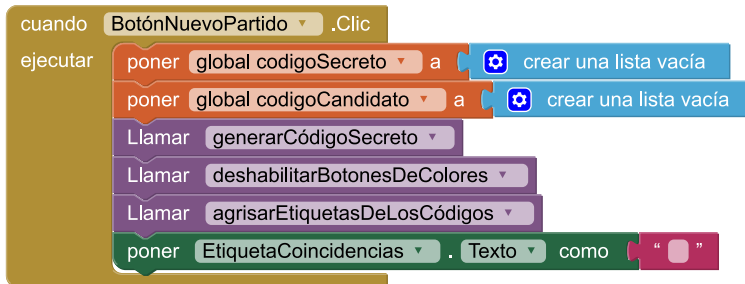 cuando BotónNuevoPartido .Clic
ejecutar poner global codigoSecreto a crear una lista vacía
poner global codigoCandidato a crear una lista vacía
Llamar generarCódigoSecreto
Llamar deshabilitarBotonesDeColores
Llamar agrisarEtiquetasDeLosCódigos
poner EtiquetaCoincidencias . Texto como “ ”